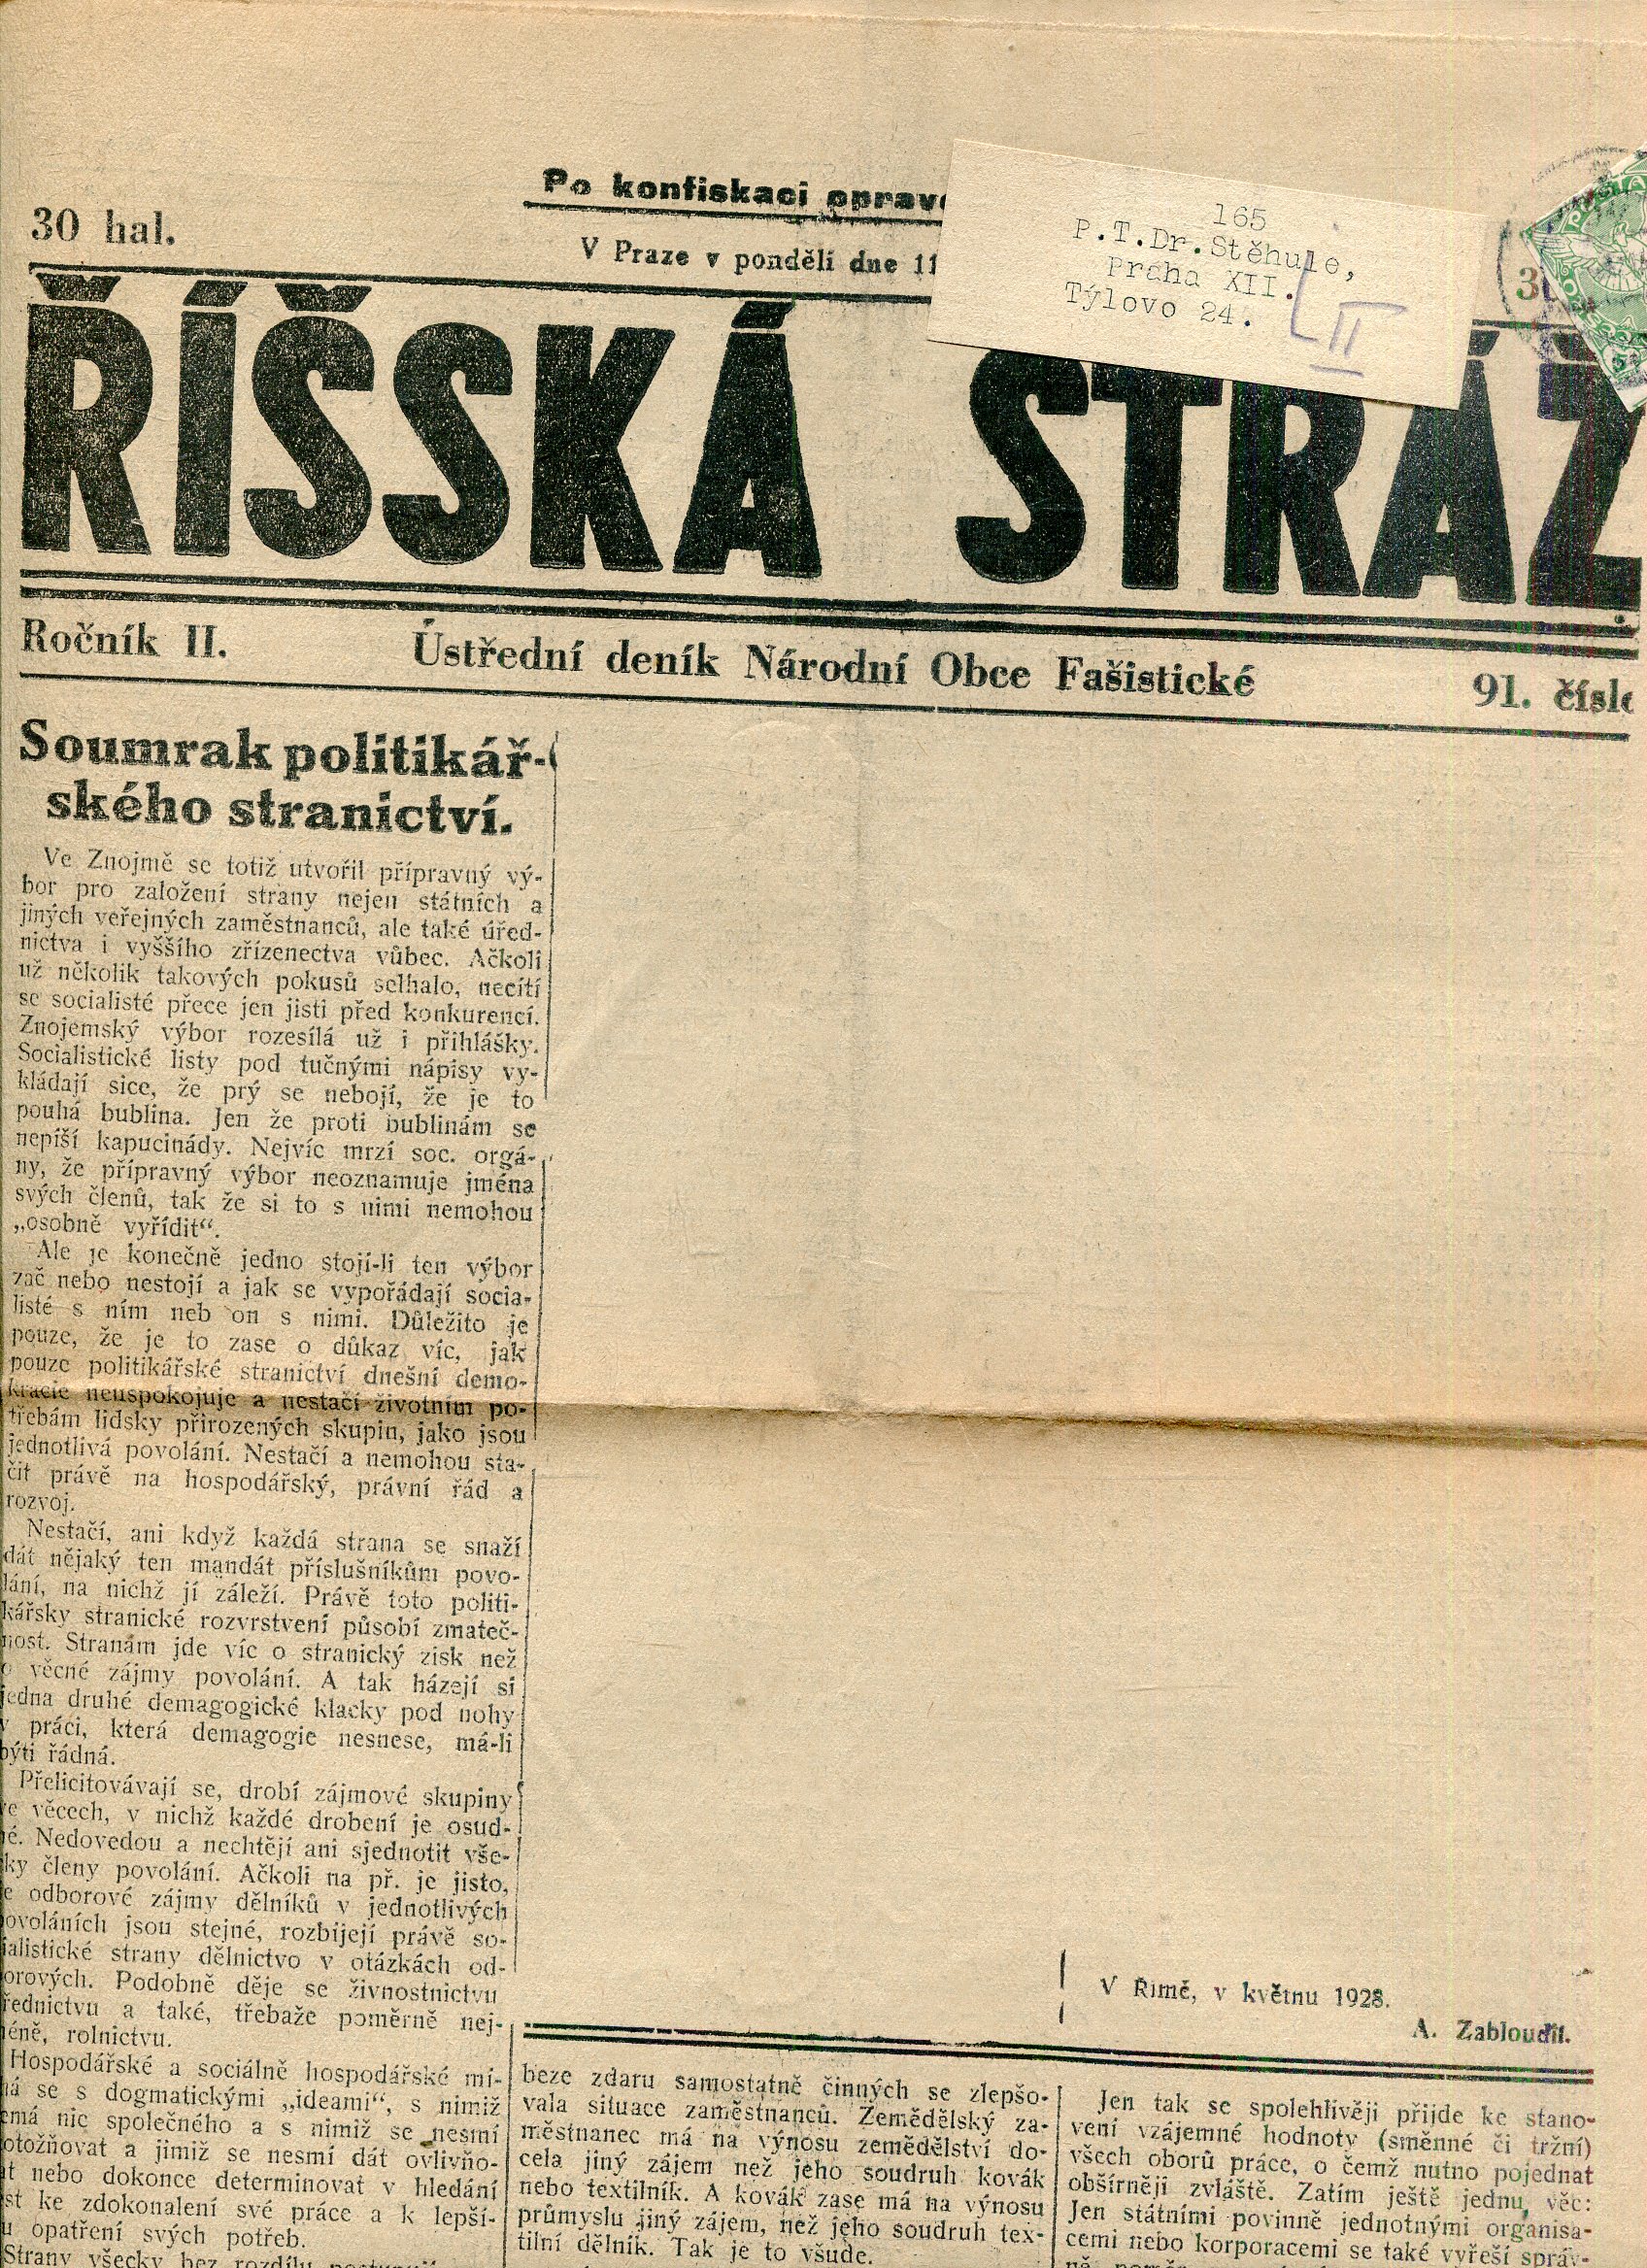 30 hal.
Po konfiskaci
V Praze v pondělí dne 11
165
P.T.Dr.Stěhule,
Praha XII.
Týlovo 24.
II
ŘÍŠSKÁ STRÁŽ
Ročník II.
Ústřední deník Národní Obce Fašistické
91. čísl
Soumrak politikář-
ského stranictví.
Ve Znojmě se totiž utvořil přípravný vý-
bor pro založení strany nejen státních a
jiných veřejných zaměstnanců, ale také úřed-
nictva i vyššího zřízenectva vůbec. Ačkoli
už několik takových pokusů selhalo, necítí
se socialisté přece jen jisti před konkurencí.
Znojemský výbor rozesílá už i přihlášky.
Socialistické listy pod tučnými nápisy vy-
kládají sice, že prý se nebojí, že je to
pouhá bublina. Jen že proti bublinám se
nepíší kapucinády. Nejvíc mrzí soc. orgá-
ny, že přípravný výbor neoznamuje jména
svých členů, tak že si to s nimi nemohou
„osobně vyřídit“.
Ale je konečně jedno stojí-li ten výbor
zač nebo nestojí a jak se vypořádají socia-
listé s ním neb on s nimi. Důležito je
pouze, že je to zase o důkaz víc, jak
pouze politikářské stranictví dnešní demo-
kracie neuspokojuje a nestačí životním po-
třebám lidsky přirozených skupin, jako jsou
jednotlivá povolání. Nestačí a nemohou sta-
čit právě na hospodářský, právní řád a
rozvoj.
Nestačí, ani když každá strana se snaží
dát nějaký ten mandát příslušníkům povo-
lání, na nichž jí záleží. Právě toto politi-
kářsky stranické rozvrstvení působí zmateč-
nost. Stranám jde víc o stranický zisk než
o věcné zájmy povolání. A tak házejí si
jedna druhé demagogické klacky pod nohy
v práci, která demagogie nesnese, má-li
býti řádná.
Přelicitovávají se, drobí zájmové skupiny
ve věcech, v nichž každé drobení je osud-
é. Nedovedou a nechtějí ani sjednotit vše-
ky členy povolání. Ačkoli na př. je jisto,
e odborové zájmy dělníků v jednotlivých
ovoláních jsou stejné, rozbíjejí právě so-
ialistické strany dělnictvo v otázkách od-
orových. Podobně děje se živnostnictvu
řednictvu a také, třebaže poměrně nej-
éně, rolnictvu.
Hospodářské a sociálně hospodářské mí-
á se s dogmatickými „ideami“, s nimiž
emá nic společného a s nimiž se nesmí
otožňovat a jimiž se nesmí dát ovlivňo-
t nebo dokonce determinovat v hledání
st ke zdokonalení své práce a k lepší-
u opatření svých potřeb.
Strany všecky bez rozdílu
V Římě, v květnu 1928.
A. Zabloudil.
beze zdaru samostatně činných se zlepšo-
vala situace zaměstnanců. Zemědělský za-
městnanec má na výnosu zemědělství do-
cela jiný zájem než jeho soudruh kovák
nebo textilník. A kovák zase má na výnosu
průmyslu jiný zájem, než jeho soudruh tex-
tilní dělník. Tak je to všude.
Jen tak se spolehlivěji přijde ke stano-
vení vzájemné hodnoty (směnné či tržní)
všech oborů práce, o čemž nutno pojednat
obšírněji zvláště. Zatím ještě jednu věc:
Jen státními povinně jednotnými organisa-
cemi nebo korporacemi se také vyřeší správ-